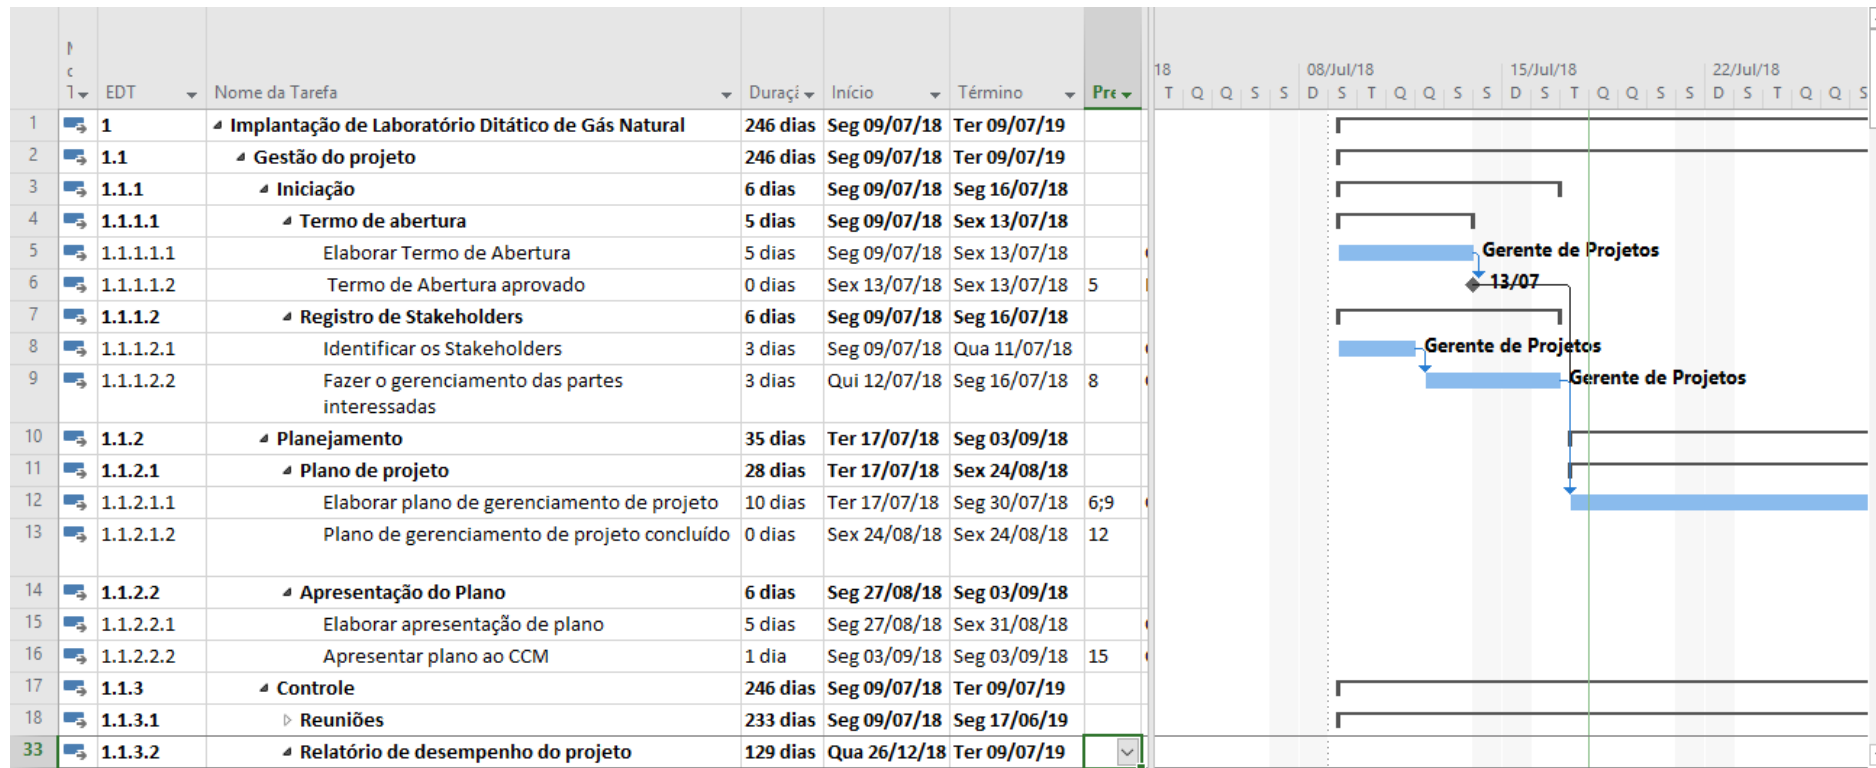 18 08/Jul/18 15/Jul/18 22/Jul/18
EDT Nome da Tarefa Início Término T Q Q S S D S T Q Q S S D S T Q Q S S D S T Q Q S
1 1 Implantação de Laboratório Ditático de Gás Natural 246 dias Seg 09/07/18 Ter 09/07/19
2 1.1 Gestão do projeto 246 dias Seg 09/07/18 Ter 09/07/19
3 1.1.1 Iniciação 6 dias Seg 09/07/18 Seg 16/07/18
4 1.1.1.1 Termo de abertura 5 dias Seg 09/07/18 Sex 13/07/18
5 1.1.1.1.1 Elaborar Termo de Abertura 5 dias Seg 09/07/18 Sex 13/07/18 Gerente de Projetos
6 1.1.1.1.2 Termo de Abertura aprovado 0 dias Sex 13/07/18 Sex 13/07/18 5 13/07
7 1.1.1.2 Registro de Stakeholders 6 dias Seg 09/07/18 Seg 16/07/18
8 1.1.1.2.1 Identificar os Stakeholders 3 dias Seg 09/07/18 Qua 11/07/18 Gerente de Projetos
9 1.1.1.2.2 Fazer o gerenciamento das partes 3 dias Qui 12/07/18 Seg 16/07/18 8 Gerente de Projetos
interessadas
10 1.1.2 Planejamento 35 dias Ter 17/07/18 Seg 03/09/18
11 1.1.2.1 Plano de projeto 28 dias Ter 17/07/18 Sex 24/08/18
12 1.1.2.1.1 Elaborar plano de gerenciamento de projeto 10 dias Ter 17/07/18 Seg 30/07/18 6;9
13 1.1.2.1.2 Plano de gerenciamento de projeto concluído 0 dias Sex 24/08/18 Sex 24/08/18 12
14 1.1.2.2 Apresentação do Plano 6 dias Seg 27/08/18 Seg 03/09/18
15 1.1.2.2.1 Elaborar apresentação de plano 5 dias Seg 27/08/18 Sex 31/08/18
16 1.1.2.2.2 Apresentar plano ao CCM 1 dia Seg 03/09/18 Seg 03/09/18 15
17 1.1.3 Controle 246 dias Seg 09/07/18 Ter 09/07/19
18 1.1.3.1 Reuniões 233 dias Seg 09/07/18 Seg 17/06/19
33 1.1.3.2 Relatório de desempenho do projeto 129 dias Qua 26/12/18 Ter 09/07/19